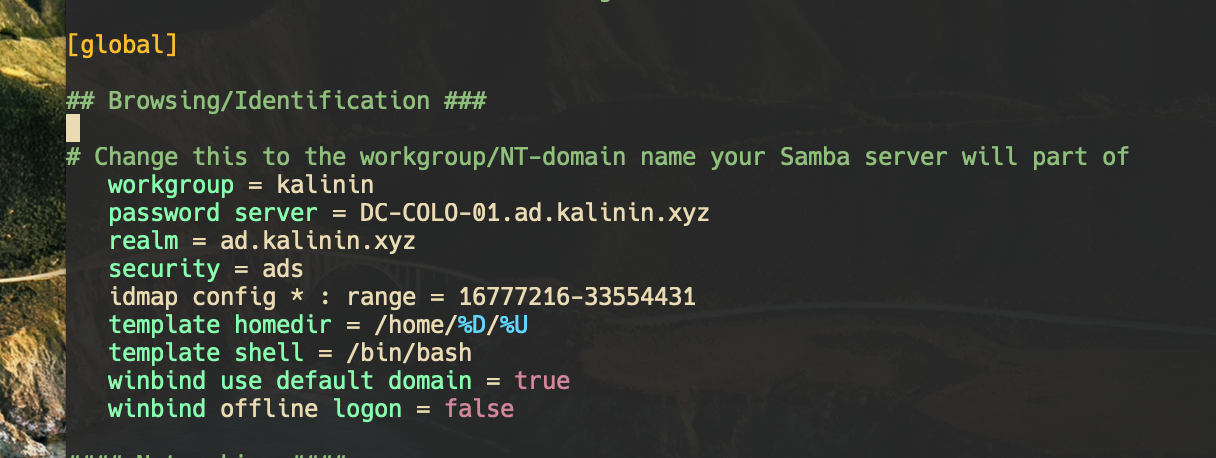 [global]
## Browsing/Identification ###
# Change this to the workgroup/NT-domain name your Samba server will part of
workgroup = kalinin
password server = DC-COLO-01.ad.kalinin.xyz
realm = ad.kalinin.xyz
security = ads
idmap config * : range = 16777216-33554431
template homedir = /home/%D/%U
template shell = /bin/bash
winbind use default domain = true
winbind offline logon = false